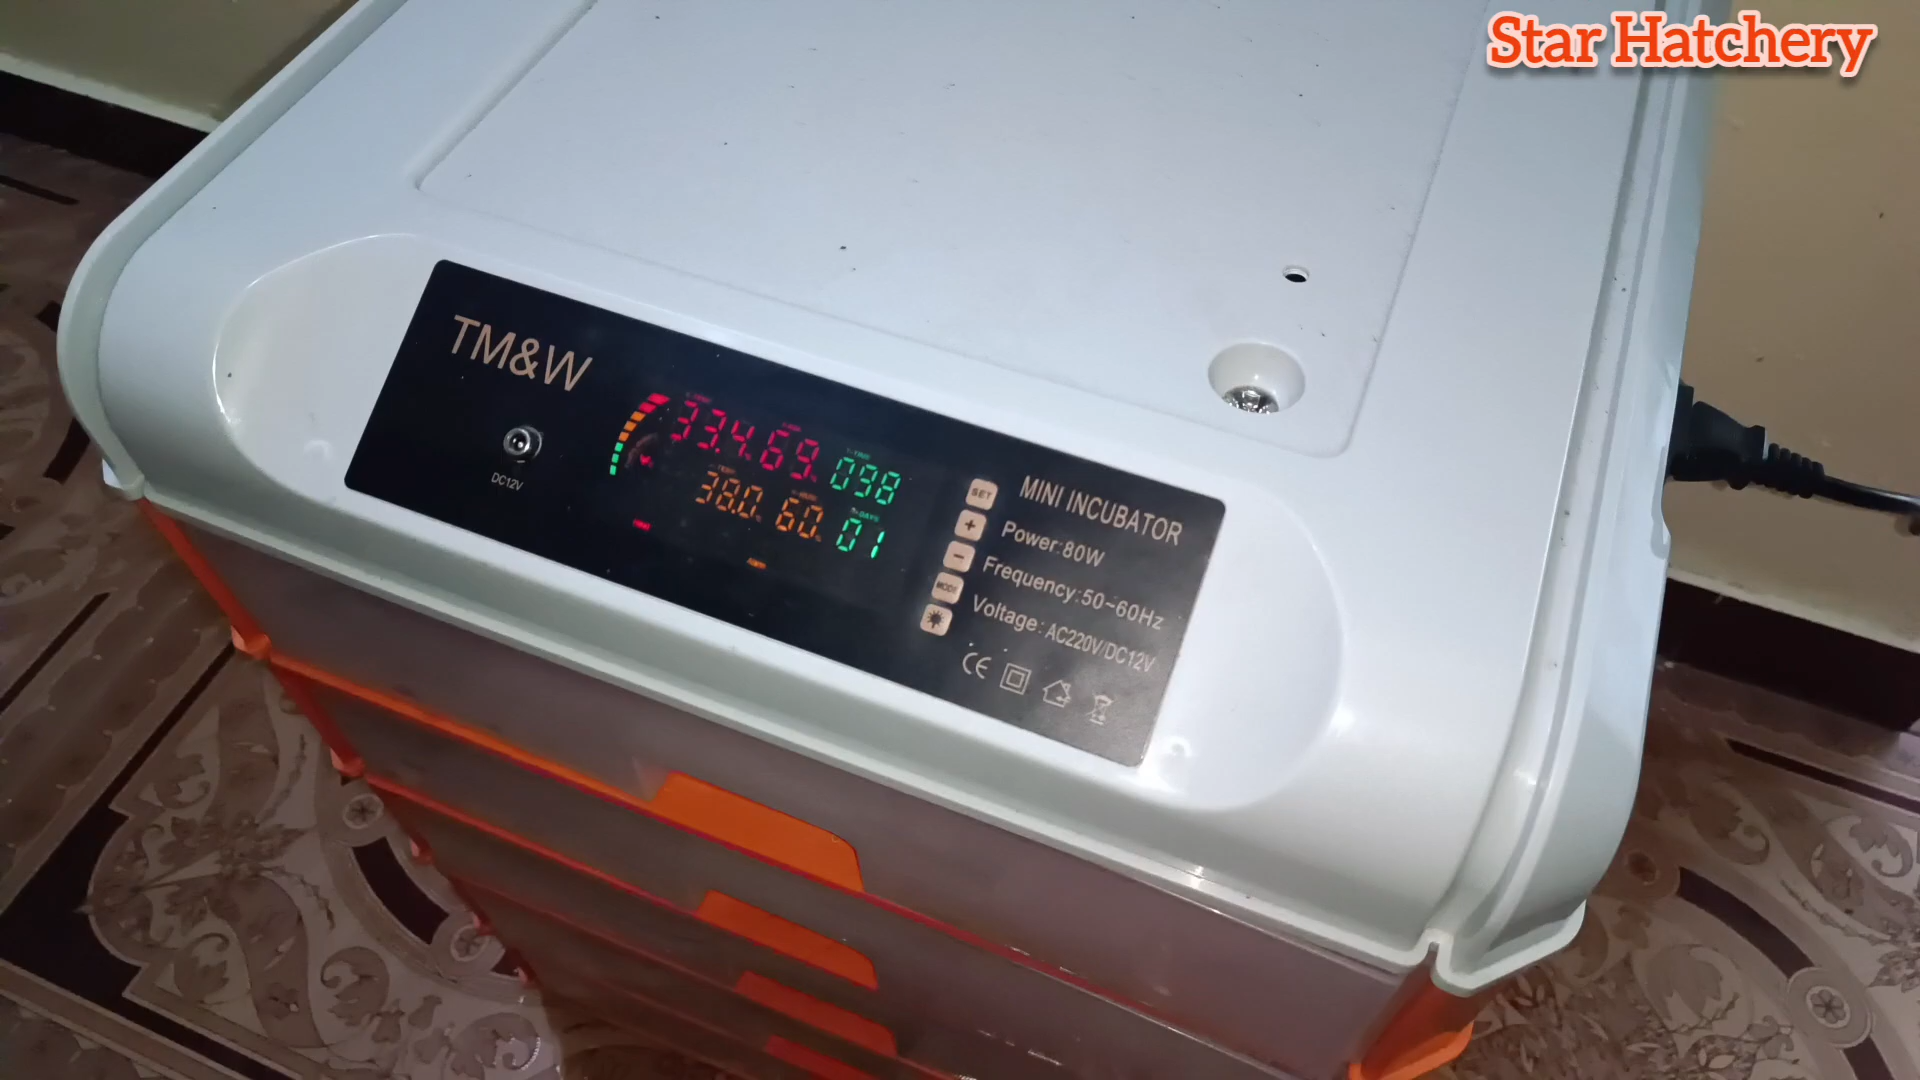 Star Hatchery
TM&W
DC12V
33.4 69 098
38.0 60 01
SET
+
-
MODE
MINI INCUBATOR
Power:80W
Frequency:50~60Hz
Voltage: AC220V/DC12V
CE